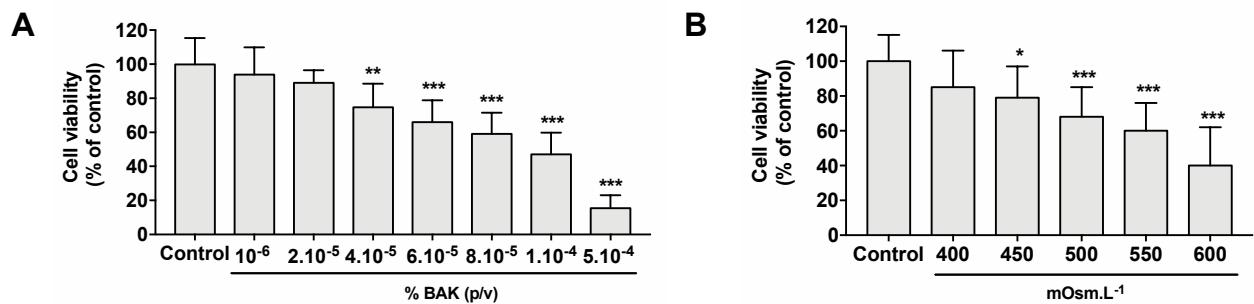 A
Cell viability
(% of control)
120
100
80
60
40
20
0
**
***
***
***
***
Control 10⁻⁶ 2.10⁻⁵ 4.10⁻⁵ 6.10⁻⁵ 8.10⁻⁵ 1.10⁻⁴ 5.10⁻⁴
% BAK (p/v)
B
Cell viability
(% of control)
120
100
80
60
40
20
0
*
***
***
***
Control 400 450 500 550 600
mOsm.L⁻¹